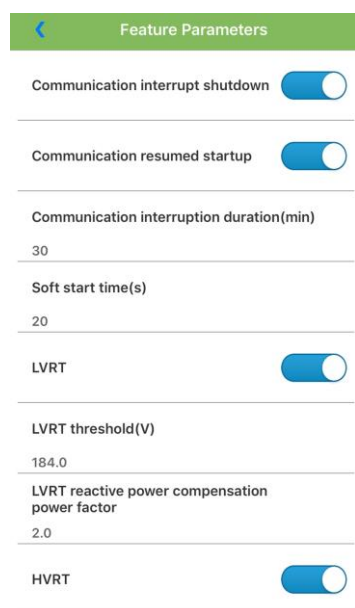 Feature Parameters
Communication interrupt shutdown
Communication resumed startup
Communication interruption duration(min)
30
Soft start time(s)
20
LVRT
LVRT threshold(V)
184.0
LVRT reactive power compensation
power factor
2.0
HVRT